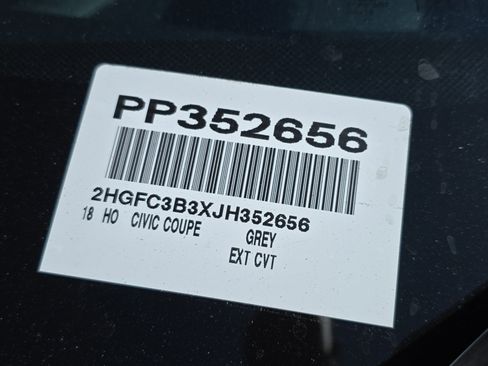 PP352656
2HGFC3B3XJH352656
18 HO CIVIC COUPE GREY
EXT CVT